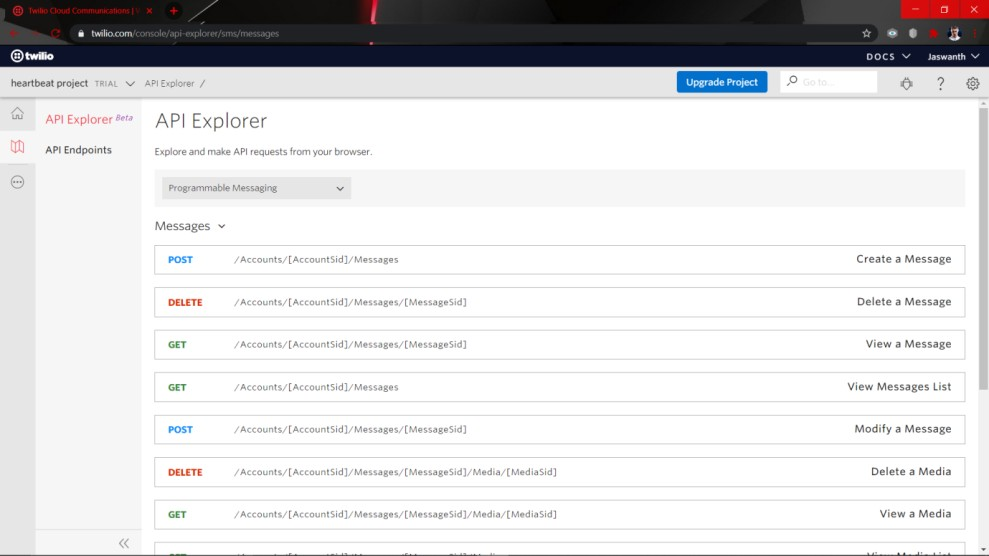 Twilio Cloud Communications |
twilio.com/console/api-explorer/sms/messages
twilio
DOCS
Jaswanth
heartbeat project TRIAL
API Explorer /
Upgrade Project
Go to...
API Explorer Beta
API Endpoints
API Explorer
Explore and make API requests from your browser.
Programmable Messaging
Messages
POST /Accounts/[AccountSid]/Messages Create a Message
DELETE /Accounts/[AccountSid]/Messages/[MessageSid] Delete a Message
GET /Accounts/[AccountSid]/Messages/[MessageSid] View a Message
GET /Accounts/[AccountSid]/Messages View Messages List
POST /Accounts/[AccountSid]/Messages/[MessageSid] Modify a Message
DELETE /Accounts/[AccountSid]/Messages/[MessageSid]/Media/[MediaSid] Delete a Media
GET /Accounts/[AccountSid]/Messages/[MessageSid]/Media/[MediaSid] View a Media